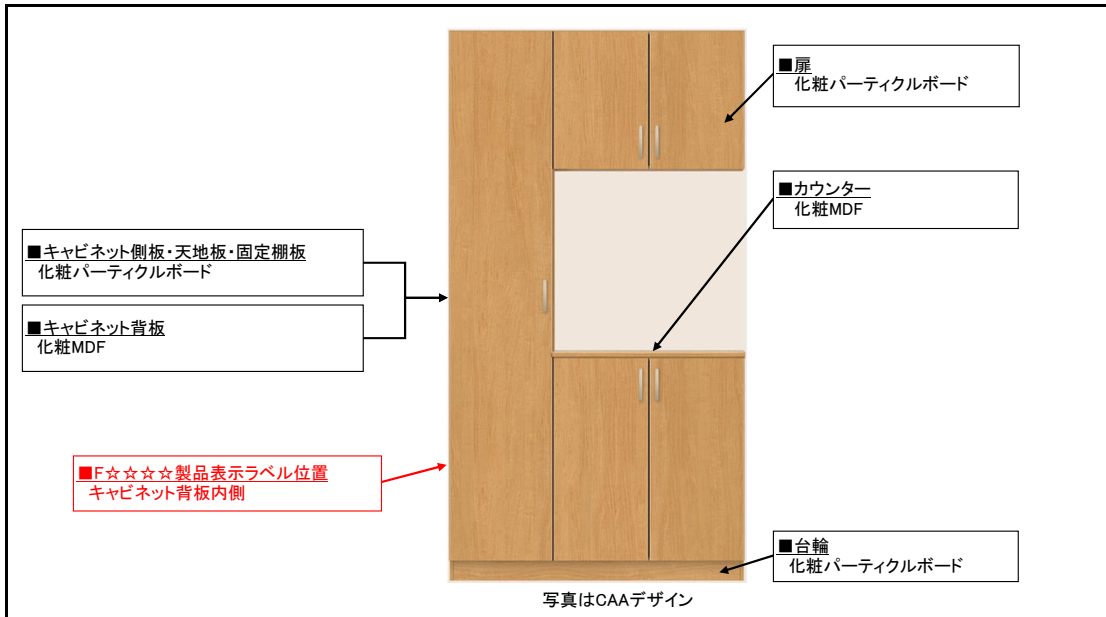 ■扉
化粧パーティクルボード
■カウンター
化粧MDF
■キャビネット側板・天地板・固定棚板
化粧パーティクルボード
■キャビネット背板
化粧MDF
■F☆☆☆☆製品表示ラベル位置
キャビネット背板内側
■台輪
化粧パーティクルボード
写真はCAAデザイン